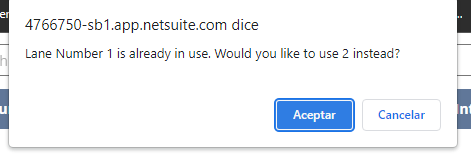 4766750-sb1.app.netsuite.com dice
Lane Number 1 is already in use. Would you like to use 2 instead?
Aceptar
Cancelar